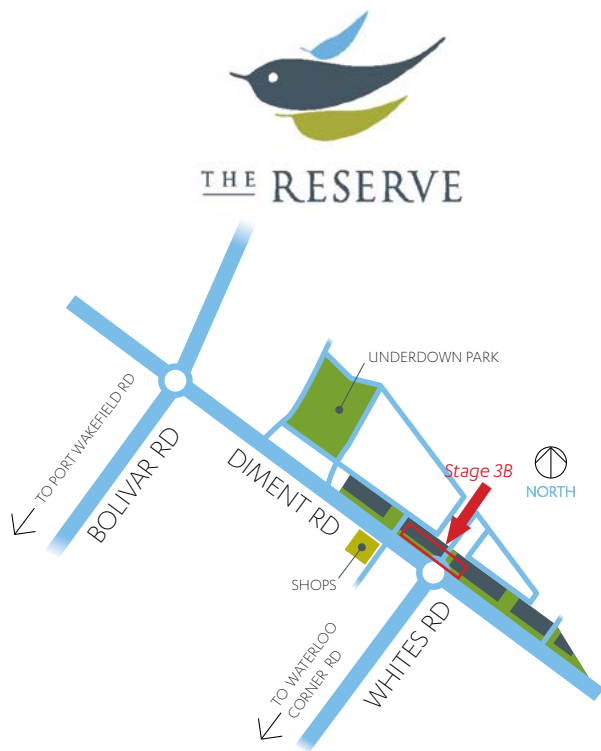 THE RESERVE
UNDERDOWN PARK
TO PORT WAKEFIELD RD
BOLIVAR RD
DIMENT RD
Stage 3B
NORTH
SHOPS
TO WATERLOO
CORNER RD
WHITES RD